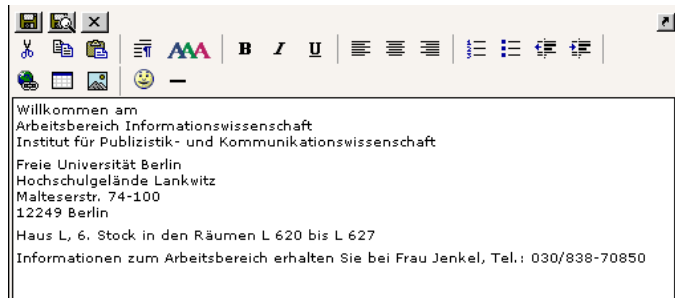 AAA
B I U
Willkommen am
Arbeitsbereich Informationswissenschaft
Institut für Publizistik- und Kommunikationswissenschaft
Freie Universität Berlin
Hochschulgelände Lankwitz
Malteserstr. 74-100
12249 Berlin
Haus L, 6. Stock in den Räumen L 620 bis L 627
Informationen zum Arbeitsbereich erhalten Sie bei Frau Jenkel, Tel.: 030/838-70850